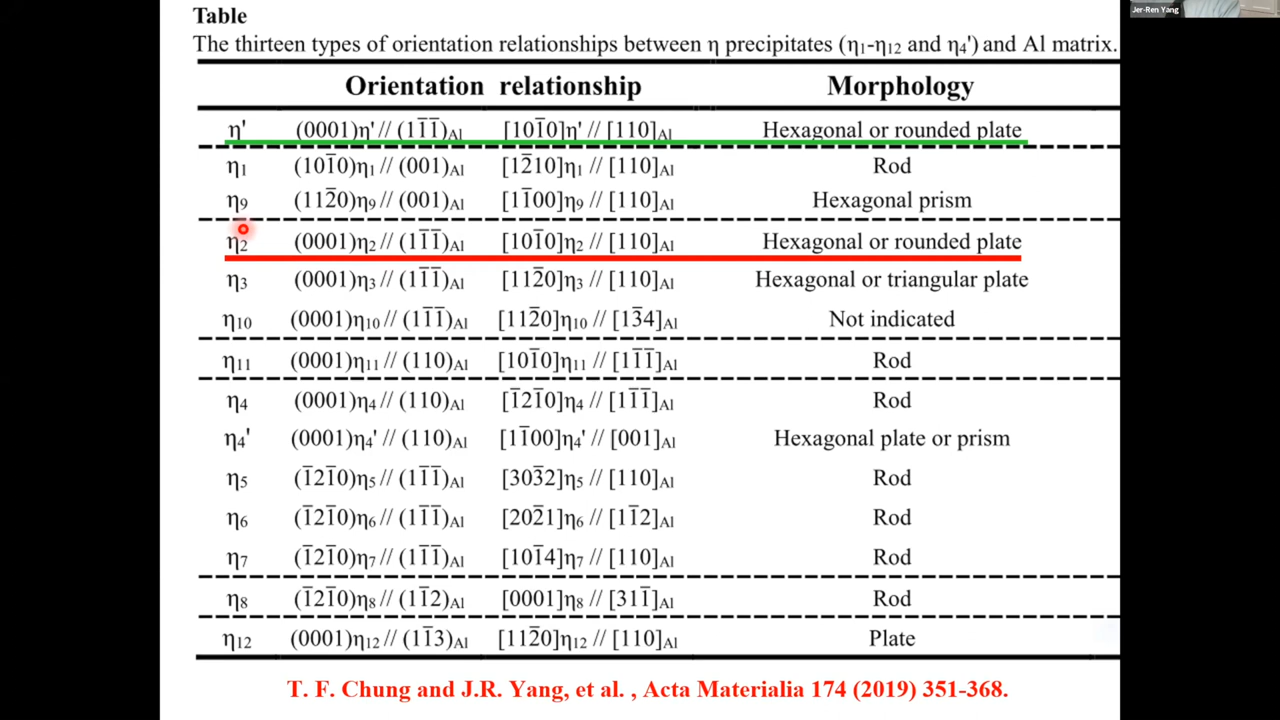 Jer-Ren Yang
Table
The thirteen types of orientation relationships between η precipitates (η₁-η₁₂ and η₄') and Al matrix.
Orientation relationship Morphology
η' (0001)η' // (11̅1̅)Al [101̅0]η' // [110]Al Hexagonal or rounded plate
η₁ (101̅0)η₁ // (001)Al [12̅10]η₁ // [110]Al Rod
η₉ (112̅0)η₉ // (001)Al [11̅00]η₉ // [110]Al Hexagonal prism
η₂ (0001)η₂ // (11̅1̅)Al [101̅0]η₂ // [110]Al Hexagonal or rounded plate
η₃ (0001)η₃ // (11̅1̅)Al [112̅0]η₃ // [110]Al Hexagonal or triangular plate
η₁₀ (0001)η₁₀ // (11̅1̅)Al [112̅0]η₁₀ // [13̅4]Al Not indicated
η₁₁ (0001)η₁₁ // (110)Al [101̅0]η₁₁ // [11̅1̅]Al Rod
η₄ (0001)η₄ // (110)Al [1̅21̅0]η₄ // [11̅1̅]Al Rod
η₄' (0001)η₄' // (110)Al [11̅00]η₄' // [001]Al Hexagonal plate or prism
η₅ (1̅21̅0)η₅ // (11̅1̅)Al [303̅2]η₅ // [110]Al Rod
η₆ (1̅21̅0)η₆ // (11̅1̅)Al [202̅1]η₆ // [11̅2]Al Rod
η₇ (1̅21̅0)η₇ // (11̅1̅)Al [101̅4]η₇ // [110]Al Rod
η₈ (1̅21̅0)η₈ // (11̅2)Al [0001]η₈ // [311̅]Al Rod
η₁₂ (0001)η₁₂ // (11̅3)Al [112̅0]η₁₂ // [110]Al Plate
T. F. Chung and J.R. Yang, et al. , Acta Materialia 174 (2019) 351-368.